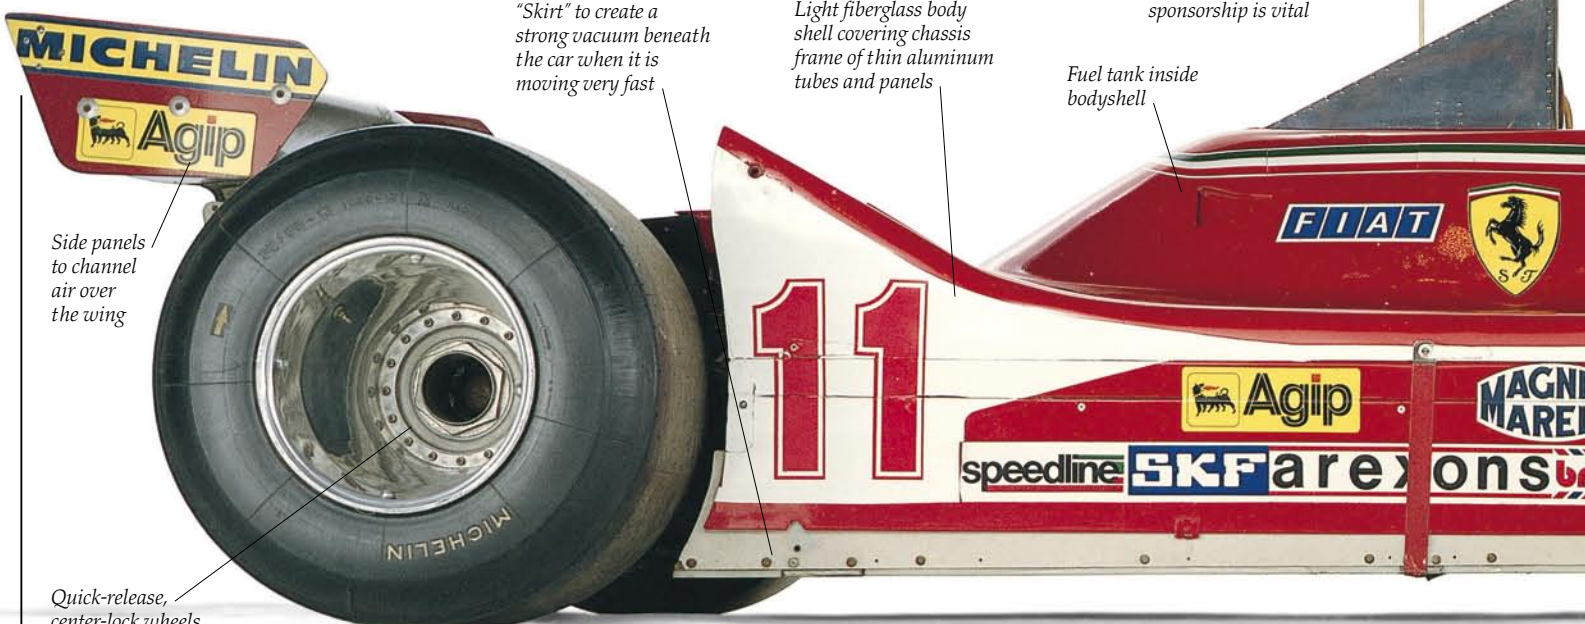 "Skirt" to create a
strong vacuum beneath
the car when it is
moving very fast
Light fiberglass body
shell covering chassis
frame of thin aluminum
tubes and panels
sponsorship is vital
Fuel tank inside
bodyshell
MICHELIN
Agip
Side panels
to channel
air over
the wing
FIAT
S F
11
Agip
MAGNE
MAREL
speedline SKF arexons
MICHELIN
Quick-release,
center-lock wheels